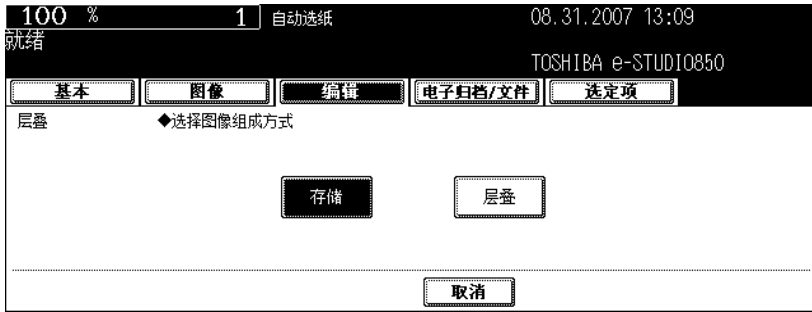 100 % 1 自动选纸 08.31.2007 13:09
就绪
TOSHIBA e-STUDIO850
基本 图像 编辑 电子归档/文件 选定项
层叠 ◆选择图像组成方式
存储 层叠
取消